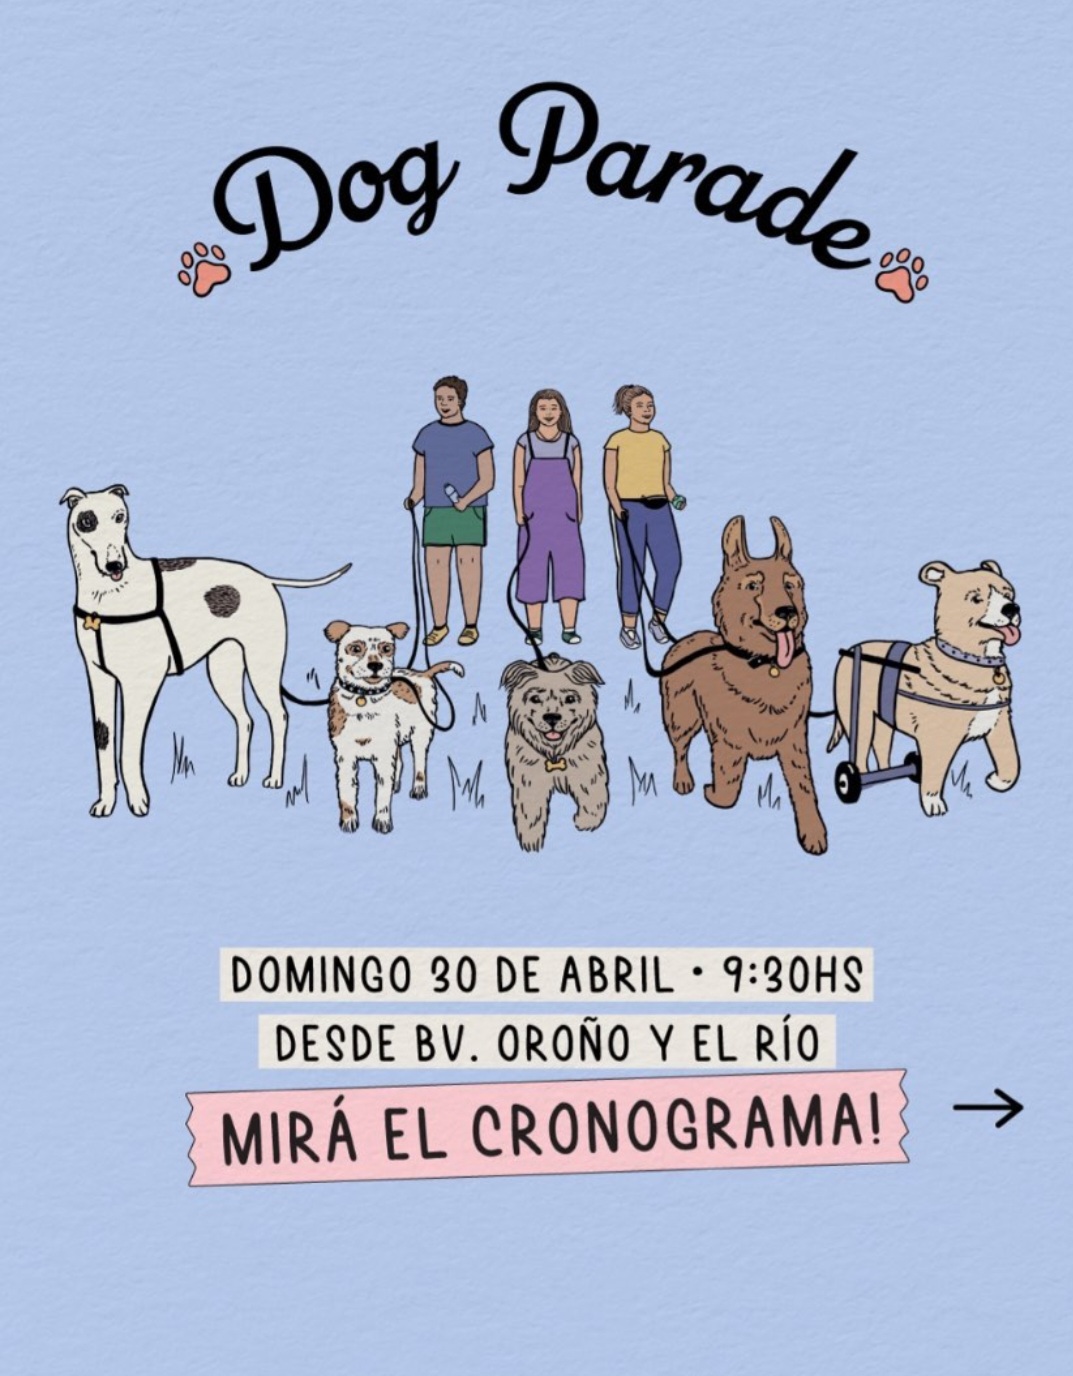 Dog Parade
DOMINGO 30 DE ABRIL • 9:30HS
DESDE BV. OROÑO Y EL RÍO
MIRÁ EL CRONOGRAMA!